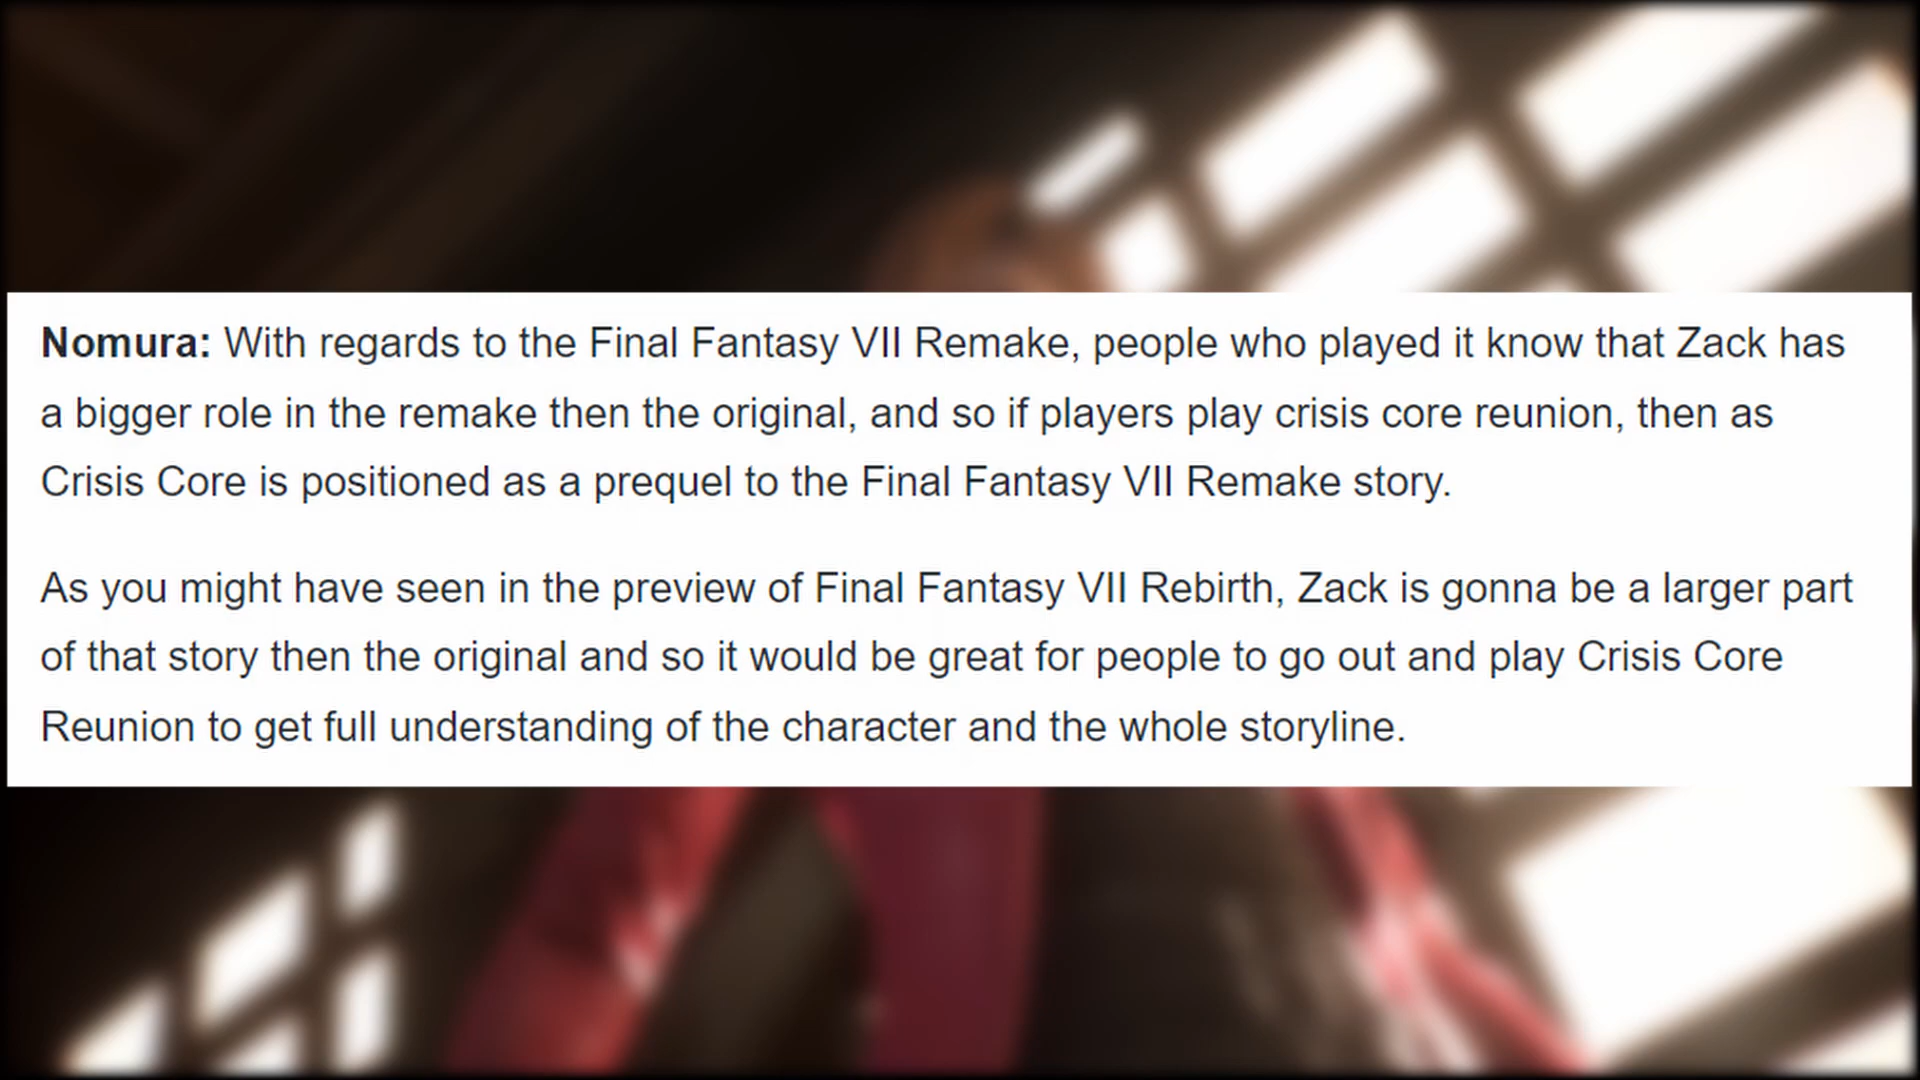 Nomura: With regards to the Final Fantasy VII Remake, people who played it know that Zack has
a bigger role in the remake then the original, and so if players play crisis core reunion, then as
Crisis Core is positioned as a prequel to the Final Fantasy VII Remake story.
As you might have seen in the preview of Final Fantasy VII Rebirth, Zack is gonna be a larger part
of that story then the original and so it would be great for people to go out and play Crisis Core
Reunion to get full understanding of the character and the whole storyline.